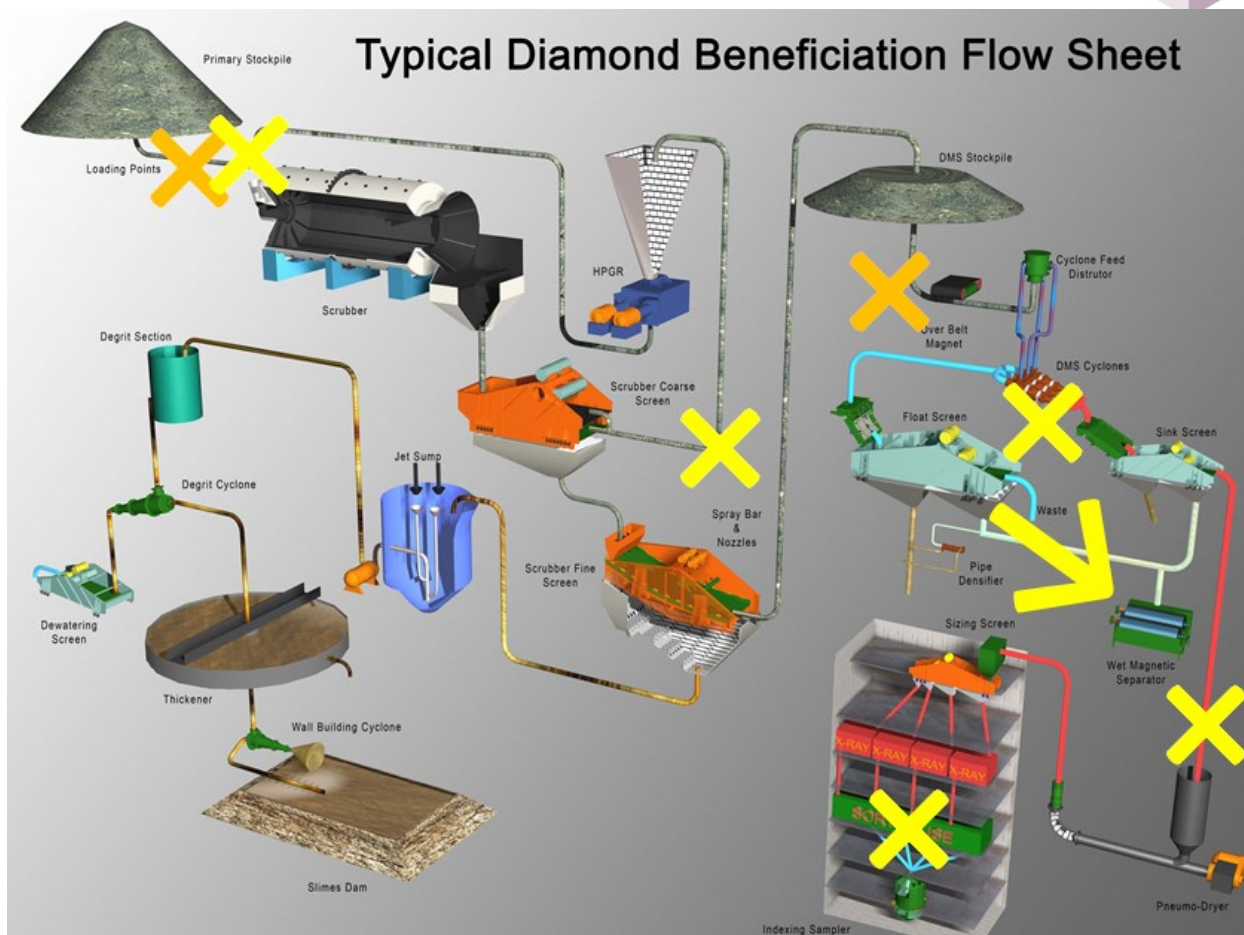 Typical Diamond Beneficiation Flow Sheet
Primary Stockpile
Loading Points
DMS Stockpile
HPGR
Cyclone Feed
Distrutor
Scrubber
Over Belt
Magnet
Degrit Section
DMS Cyclones
Scrubber Coarse
Screen
Float Screen
Sink Screen
Jet Sump
Degrit Cyclone
Spray Bar
&
Nozzles
Waste
Scrubber Fine
Screen
Pipe
Densifier
Dewatering
Screen
Sizing Screen
Wet Magnetic
Separator
Thickener
Wall Building Cyclone
X-RAY
X-RAY
X-RAY
X-RAY
Slimes Dam
Pneumo-Dryer
Indexing Sampler